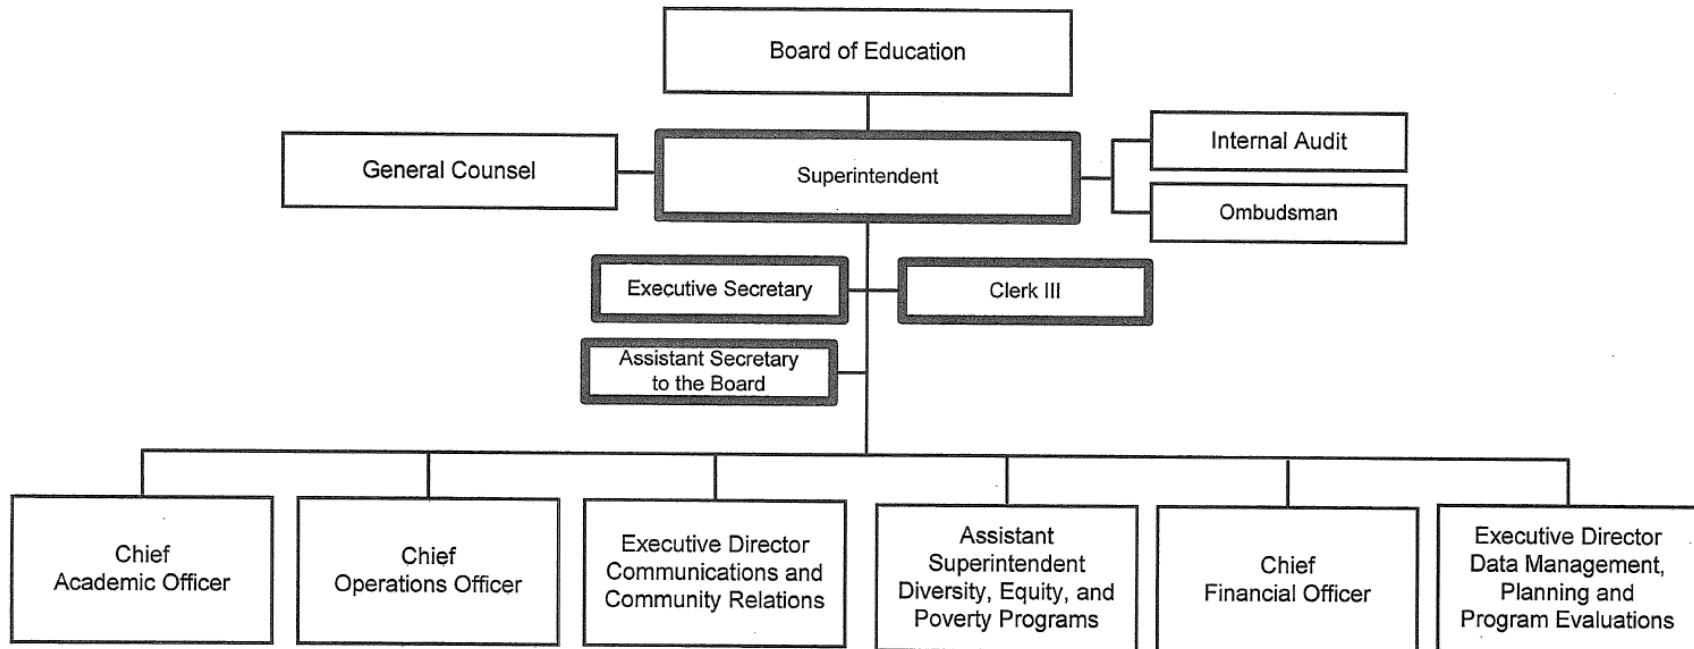 Board of Education
General Counsel
Superintendent
Internal Audit
Ombudsman
Executive Secretary
Clerk III
Assistant Secretary
to the Board
Chief
Academic Officer
Chief
Operations Officer
Executive Director
Communications and
Community Relations
Assistant
Superintendent
Diversity, Equity, and
Poverty Programs
Chief
Financial Officer
Executive Director
Data Management,
Planning and
Program Evaluations